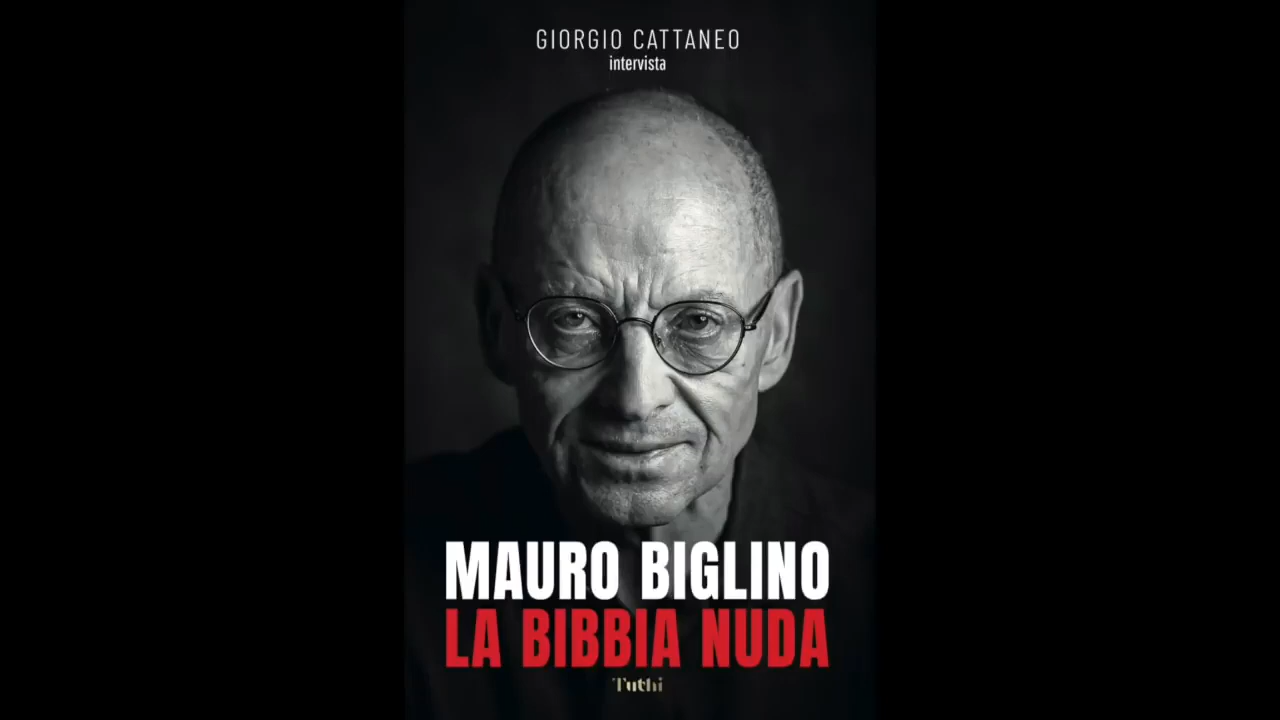 GIORGIO CATTANEO
intervista
MAURO BIGLINO
LA BIBBIA NUDA
Tuthi